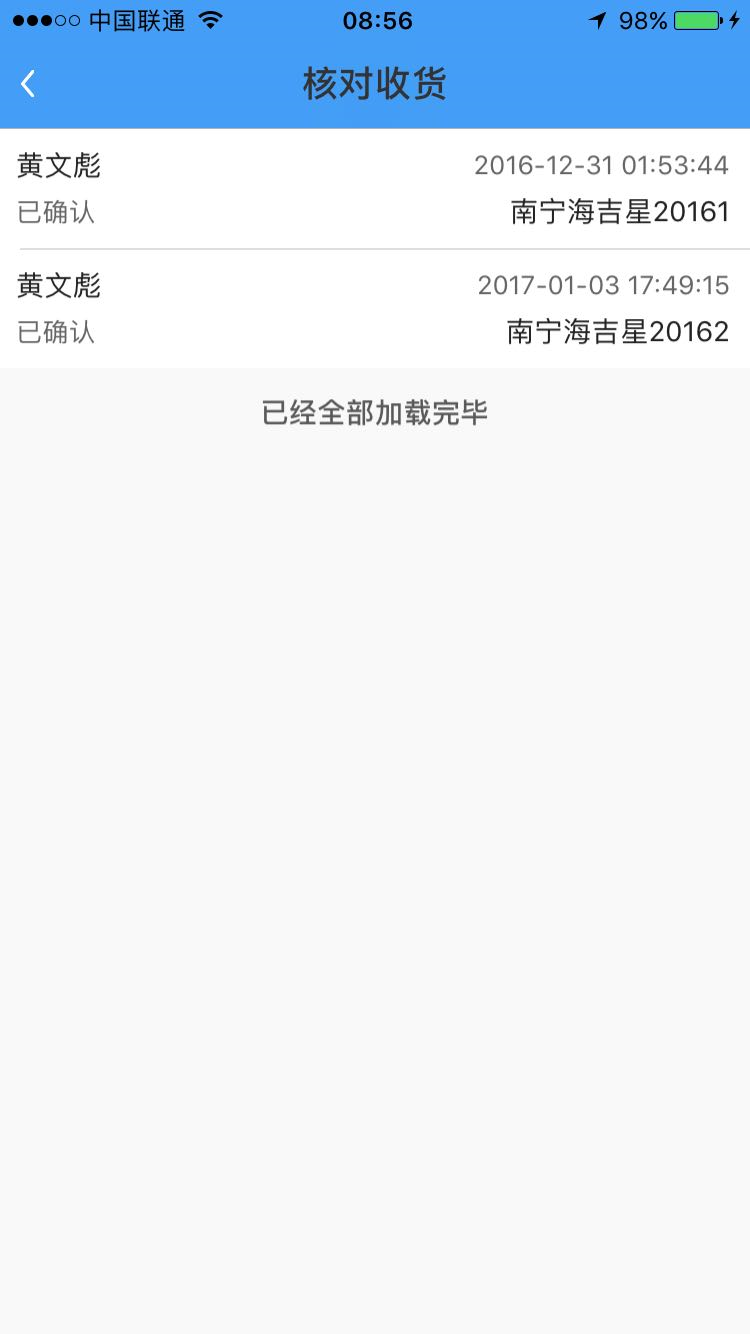 中国联通 08:56 98%
核对收货
黄文彪 2016-12-31 01:53:44
已确认 南宁海吉星20161
黄文彪 2017-01-03 17:49:15
已确认 南宁海吉星20162
已经全部加载完毕